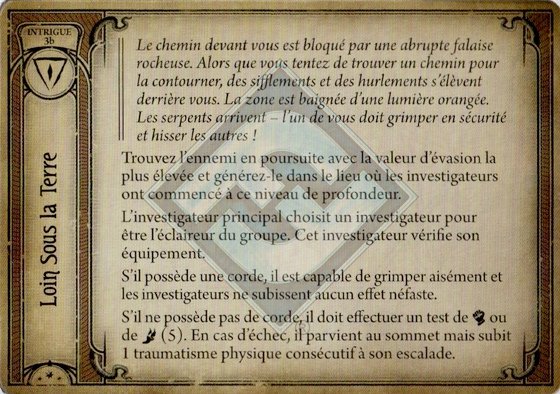 INTRIGUE
3b
Loin Sous la Terre
Le chemin devant vous est bloqué par une abrupte falaise
rocheuse. Alors que vous tentez de trouver un chemin pour
la contourner, des sifflements et des hurlements s'élèvent
derrière vous. La zone est baignée d'une lumière orangée.
Les serpents arrivent – l'un de vous doit grimper en sécurité
et hisser les autres !
Trouvez l'ennemi en poursuite avec la valeur d'évasion la
plus élevée et générez-le dans le lieu où les investigateurs
ont commencé à ce niveau de profondeur.
L'investigateur principal choisit un investigateur pour
être l'éclaireur du groupe. Cet investigateur vérifie son
équipement.
S'il possède une corde, il est capable de grimper aisément et
les investigateurs ne subissent aucun effet néfaste.
S'il ne possède pas de corde, il doit effectuer un test de ou
de (5). En cas d'échec, il parvient au sommet mais subit
1 traumatisme physique consécutif à son escalade.